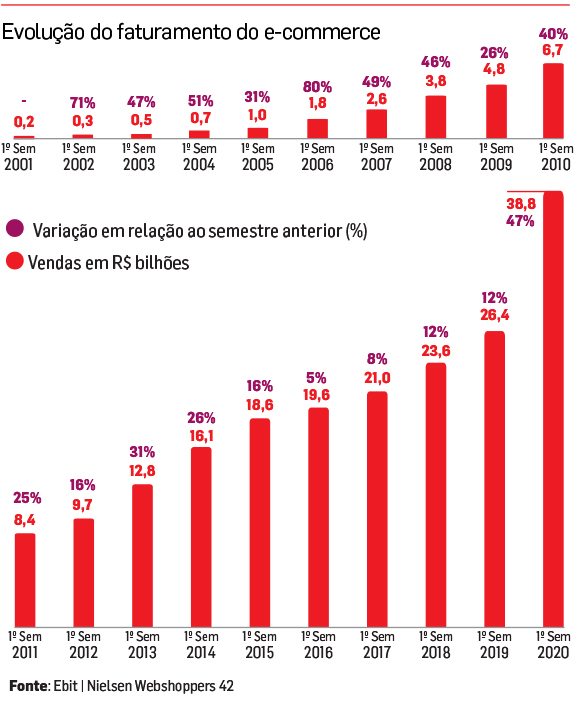 Evolução do faturamento do e-commerce
- 71% 47% 51% 31% 80% 49% 46% 26% 40%
0,2 0,3 0,5 0,7 1,0 1,8 2,6 3,8 4,8 6,7
1º Sem 1º Sem 1º Sem 1º Sem 1º Sem 1º Sem 1º Sem 1º Sem 1º Sem 1º Sem
2001 2002 2003 2004 2005 2006 2007 2008 2009 2010
Variação em relação ao semestre anterior (%)
Vendas em R$ bilhões
25% 16% 31% 26% 16% 5% 8% 12% 12% 38,8
8,4 9,7 12,8 16,1 18,6 19,6 21,0 23,6 26,4 47%
1º Sem 1º Sem 1º Sem 1º Sem 1º Sem 1º Sem 1º Sem 1º Sem 1º Sem 1º Sem
2011 2012 2013 2014 2015 2016 2017 2018 2019 2020
Fonte: Ebit | Nielsen Webshoppers 42